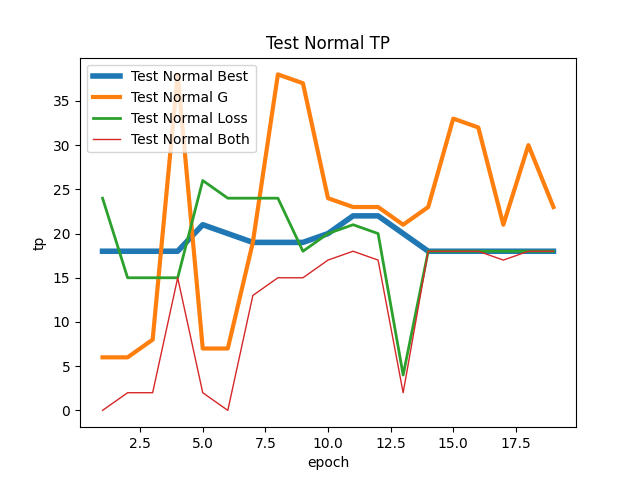 Test Normal TP
Test Normal Best
Test Normal G
Test Normal Loss
Test Normal Both
35
30
25
20
15
10
5
0
tp
2.5 5.0 7.5 10.0 12.5 15.0 17.5
epoch